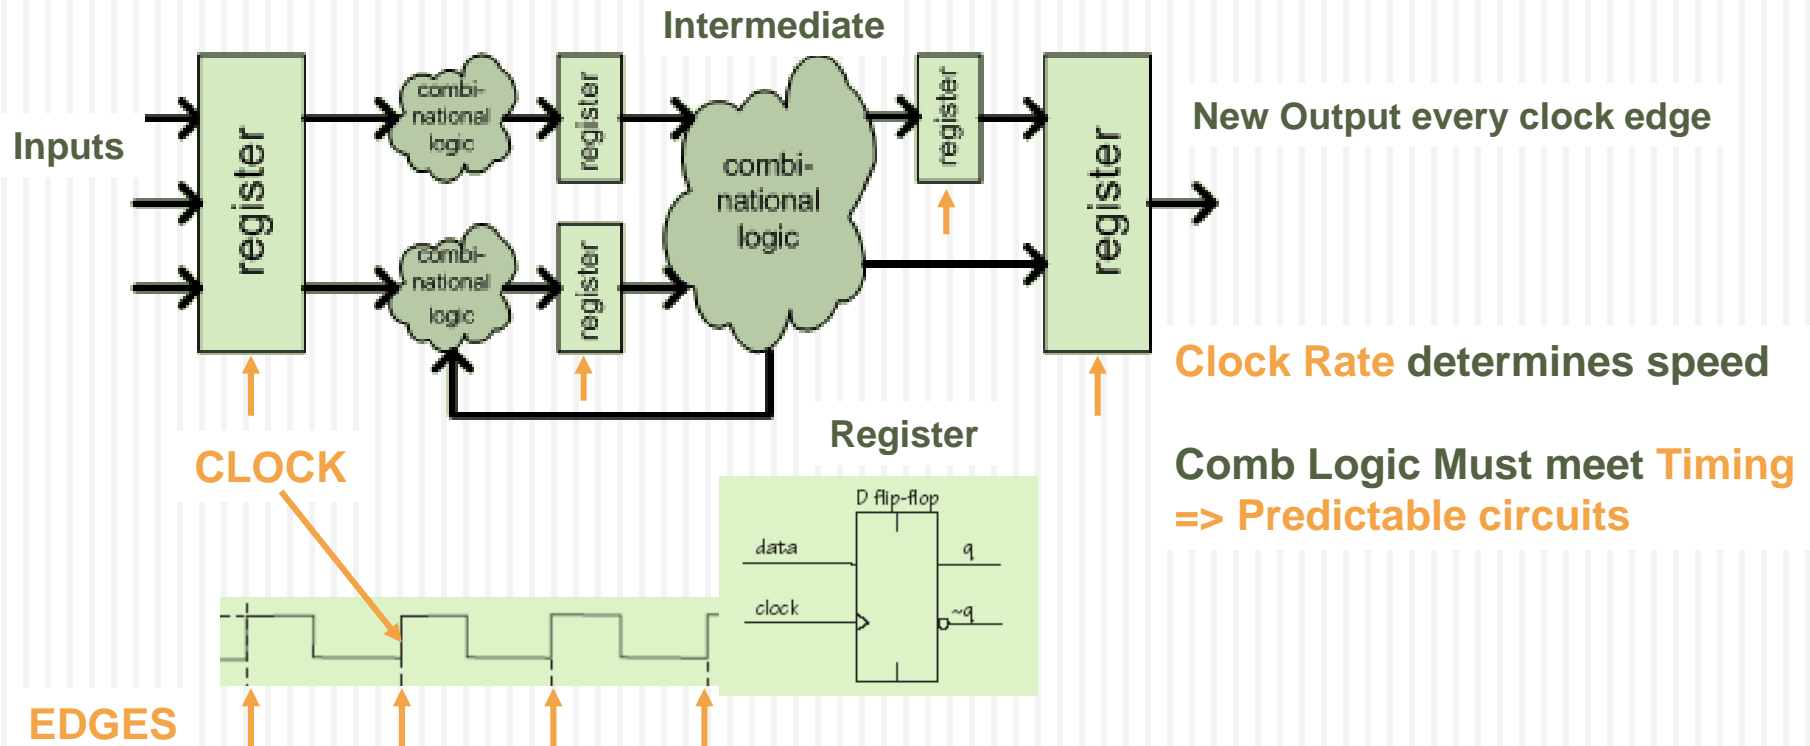 Intermediate
Inputs
register
combi-
national
logic
register
combi-
national
logic
register
combi-
national
logic
register
register
New Output every clock edge
Clock Rate determines speed
Comb Logic Must meet Timing
=> Predictable circuits
CLOCK
Register
D flip-flop
data
q
clock
~q
EDGES